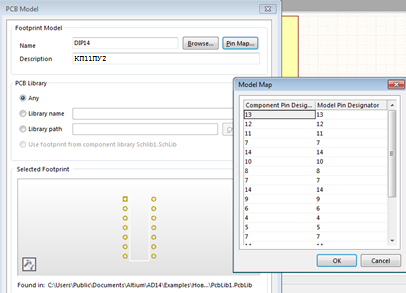 PCB Model
Footprint Model
Name
DIP14
Browse...
Pin Map...
Description
КП11ПУ2
PCB Library
Any
Library name
Library path
Use footprint from component library Schlib1.SchLib
Selected Footprint
Found in: C:\Users\Public\Documents\Altium\AD14\Examples\Нов...\PcbLib1.PcbLib
Model Map
Component Pin Desig... Model Pin Designator
13 13
12 12
11 11
7 7
14 14
10 10
8 8
7 7
14 14
9 9
6 6
4 4
5 5
7 7
OK
Cancel